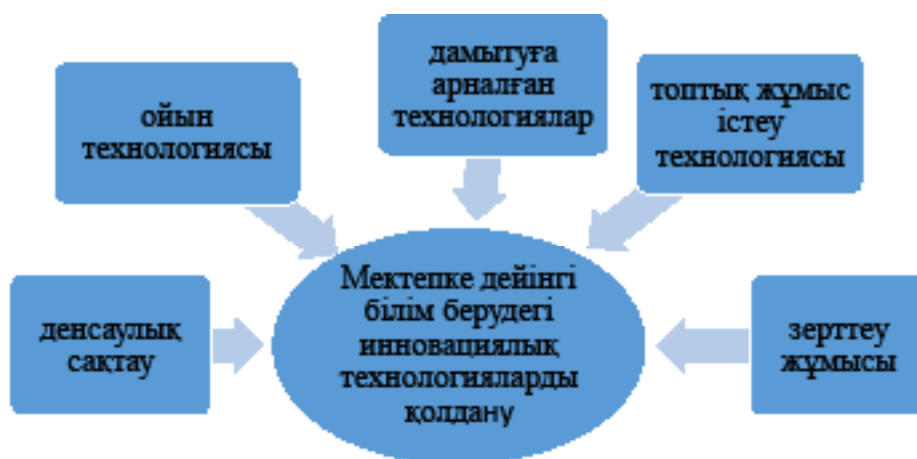 ойын
технологиясы
дамытуға
арналған
технологиялар
топтық жұмыс
істеу
технологиясы
денсаулық
сақтау
Мектепке дейінгі
білім берудегі
инновациялық
технологияларды
қолдану
зерттеу
жұмысы